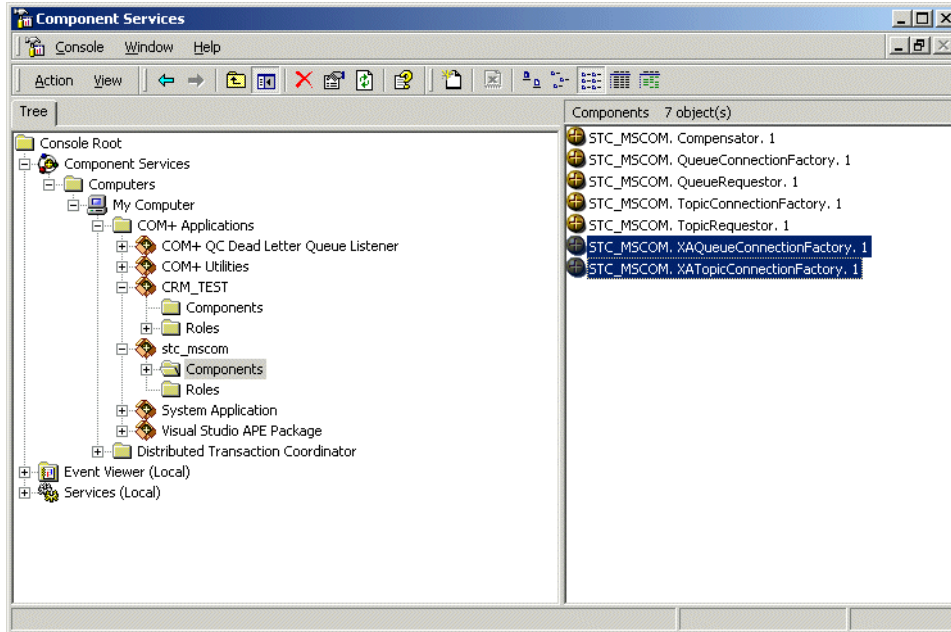 Component Services
Console Window Help
Action View
Tree
Components 7 object(s)
Console Root
Component Services
Computers
My Computer
COM+ Applications
COM+ QC Dead Letter Queue Listener
COM+ Utilities
CRM_TEST
Components
Roles
stc_mscom
Components
Roles
System Application
Visual Studio APE Package
Distributed Transaction Coordinator
Event Viewer (Local)
Services (Local)
STC_MSCOM. Compensator. 1
STC_MSCOM. QueueConnectionFactory. 1
STC_MSCOM. QueueRequestor. 1
STC_MSCOM. TopicConnectionFactory. 1
STC_MSCOM. TopicRequestor. 1
STC_MSCOM. XAQueueConnectionFactory. 1
STC_MSCOM. XATopicConnectionFactory. 1